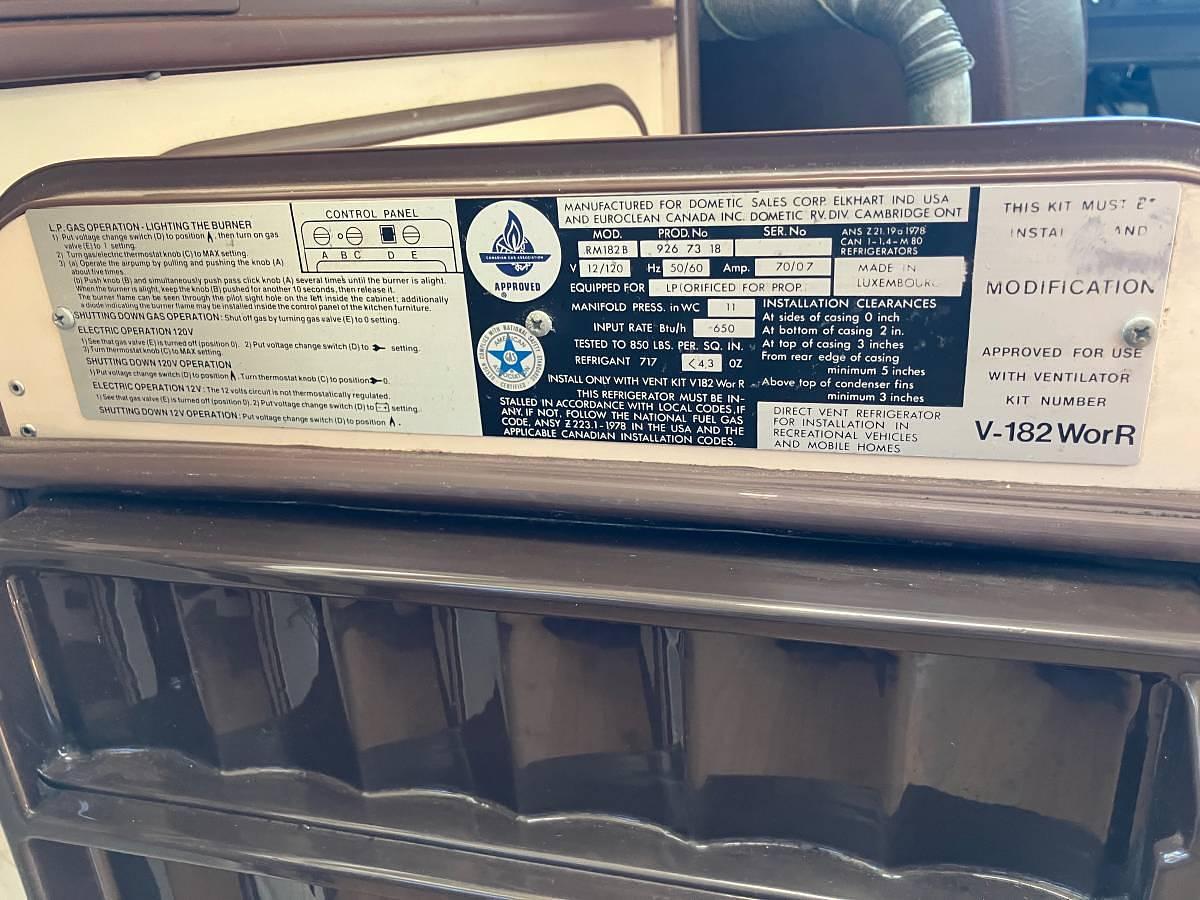 L.P. GAS OPERATION - LIGHTING THE BURNER
1) Put voltage change switch (D) to position , then turn on gas
valve (E) to 1 setting.
2) Turn gas/electric thermostat knob (C) to MAX setting.
3) (a) Operate the airpump by pulling and pushing the knob (A)
about five times.
(b) Push knob (B) and simultaneously push pass click knob (A) several times until the burner is alight.
When the burner is alight, keep the knob (B) pushed for another 10 seconds, then release it.
The burner flame can be seen through the pilot sight hole on the left inside the cabinet; additionally
a diode indicating the burner flame may installed inside the control panel of the kitchen furniture.
SHUTTING DOWN GAS OPERATION: Shut off gas by turning gas valve (E) to 0 setting.
ELECTRIC OPERATION 120V
1) See that gas valve (E) is turned off (position 0). 2) Put voltage change switch (D) to setting.
3) Turn thermostat knob (C) to MAX setting.
SHUTTING DOWN 120V OPERATION
1) Put voltage change switch (D) to position . Turn thermostat knob (C) to position 0.
ELECTRIC OPERATION 12V: The 12 volts circuit is not thermostatically regulated.
1) See that gas valve (E) is turned off (position 0). 2) Put voltage change switch (D) to setting.
SHUTTING DOWN 12V OPERATION: Put voltage change switch (D) to position .
CONTROL PANEL
A B C D E
CANADIAN GAS ASSOCIATION
APPROVED
®
AMERICAN
GAS
ASSOCIATION
MANUFACTURED FOR DOMETIC SALES CORP. ELKHART IND USA
AND EUROCLEAN CANADA INC. DOMETIC RV. DIV. CAMBRIDGE ONT
MOD. PROD. No SER. No
RM182B 926 73 18
V 12/120 Hz 50/60 Amp. 70/07
EQUIPPED FOR LP (ORIFICED FOR PROP.
MANIFOLD PRESS. in WC 11
INPUT RATE Btu/h 650
TESTED TO 850 LBS. PER. SQ. IN.
REFRIGANT 717 <4,3 OZ
INSTALL ONLY WITH VENT KIT V182 W or R
THIS REFRIGERATOR MUST BE IN-
STALLED IN ACCORDANCE WITH LOCAL CODES. IF
ANY, IF NOT, FOLLOW THE NATIONAL FUEL GAS
CODE, ANSY Z 223.1-1978 IN THE USA AND THE
APPLICABLE CANADIAN INSTALLATION CODES.
ANS Z 21.19a 1978
CAN 1-1.4-M 80
REFRIGERATORS
MADE IN
LUXEMBOURG
INSTALLATION CLEARANCES
At sides of casing 0 inch
At bottom of casing 2 in.
At top of casing 3 inches
From rear edge of casing
minimum 5 inches
Above top of condenser fins
minimum 3 inches
DIRECT VENT REFRIGERATOR
FOR INSTALLATION IN
RECREATIONAL VEHICLES
AND MOBILE HOMES
THIS KIT MUST
AND
MODIFICATION
APPROVED FOR USE
WITH VENTILATOR
KIT NUMBER
V-182 W or R